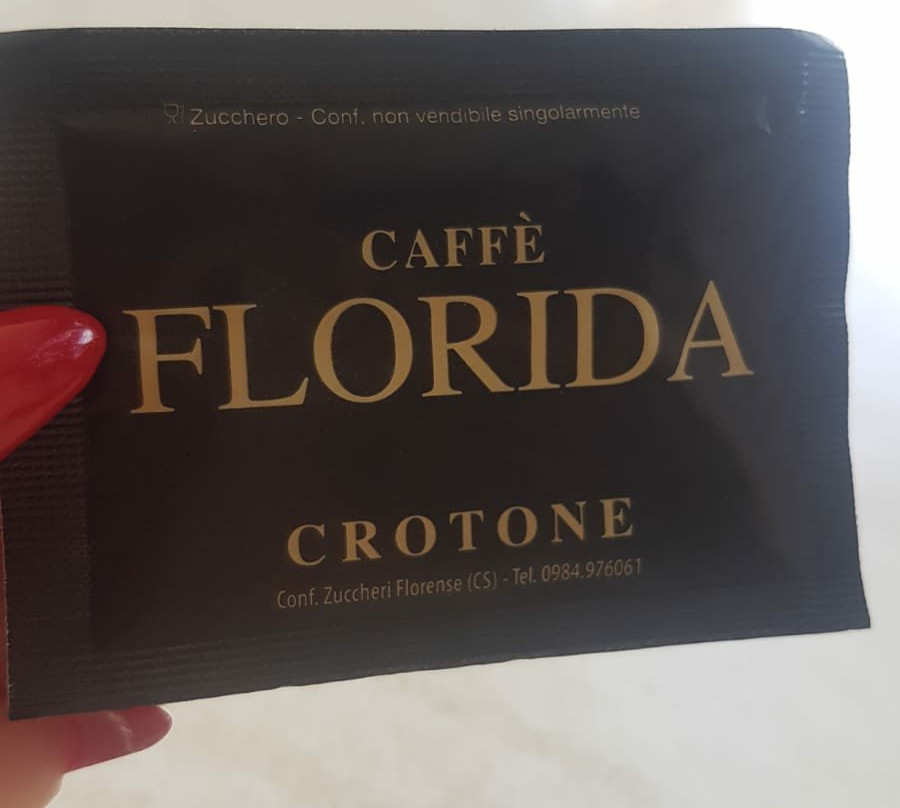 Zucchero - Conf. non vendibile singolarmente
CAFFÈ
FLORIDA
CROTONE
Conf. Zuccheri Florense (CS) - Tel. 0984.976061